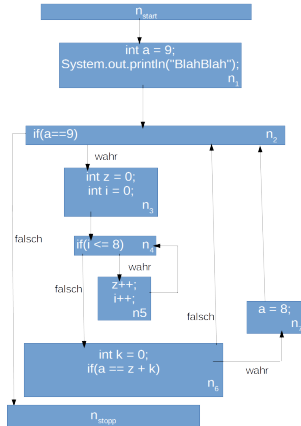 nstart
int a = 9;
System.out.println("BlahBlah");
n1
if(a==9) n2
wahr
int z = 0;
int i = 0;
n3
falsch
if(i <= 8) n4
wahr
falsch
z++;
i++;
n5
falsch
a = 8;
int k = 0;
if(a == z + k)
n6
wahr
nstopp